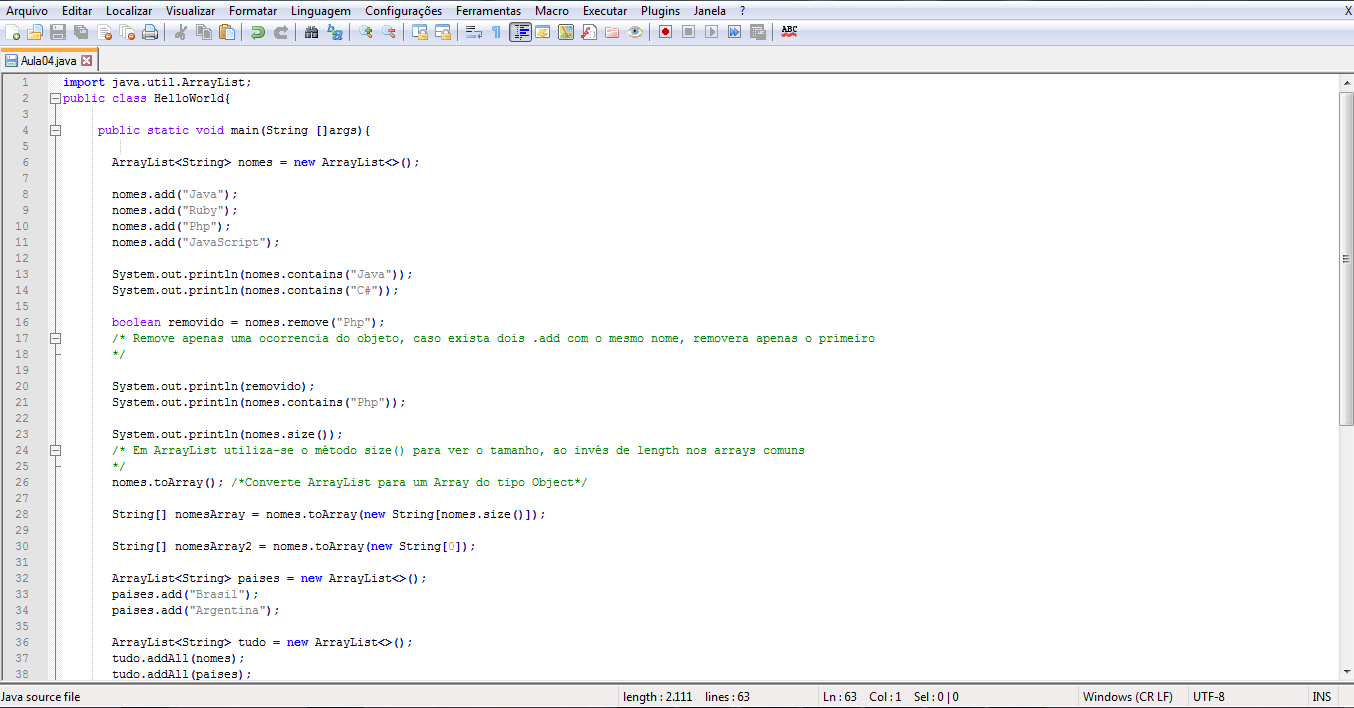 Arquivo Editar Localizar Visualizar Formatar Linguagem Configurações Ferramentas Macro Executar Plugins Janela ? X
ABC
Aula04.java
1 import java.util.ArrayList;
2 public class HelloWorld{
3
4 public static void main(String []args){
5
6 ArrayList<String> nomes = new ArrayList<>();
7
8 nomes.add("Java");
9 nomes.add("Ruby");
10 nomes.add("Php");
11 nomes.add("JavaScript");
12
13 System.out.println(nomes.contains("Java"));
14 System.out.println(nomes.contains("C#"));
15
16 boolean removido = nomes.remove("Php");
17 /* Remove apenas uma ocorrencia do objeto, caso exista dois .add com o mesmo nome, removera apenas o primeiro
18 */
19
20 System.out.println(removido);
21 System.out.println(nomes.contains("Php"));
22
23 System.out.println(nomes.size());
24 /* Em ArrayList utiliza-se o método size() para ver o tamanho, ao invés de length nos arrays comuns
25 */
26 nomes.toArray(); /*Converte ArrayList para um Array do tipo Object*/
27
28 String[] nomesArray = nomes.toArray(new String[nomes.size()]);
29
30 String[] nomesArray2 = nomes.toArray(new String[0]);
31
32 ArrayList<String> paises = new ArrayList<>();
33 paises.add("Brasil");
34 paises.add("Argentina");
35
36 ArrayList<String> tudo = new ArrayList<>();
37 tudo.addAll(nomes);
38 tudo.addAll(paises);
Java source file length : 2.111 lines : 63 Ln : 63 Col : 1 Sel : 0 | 0 Windows (CR LF) UTF-8 INS